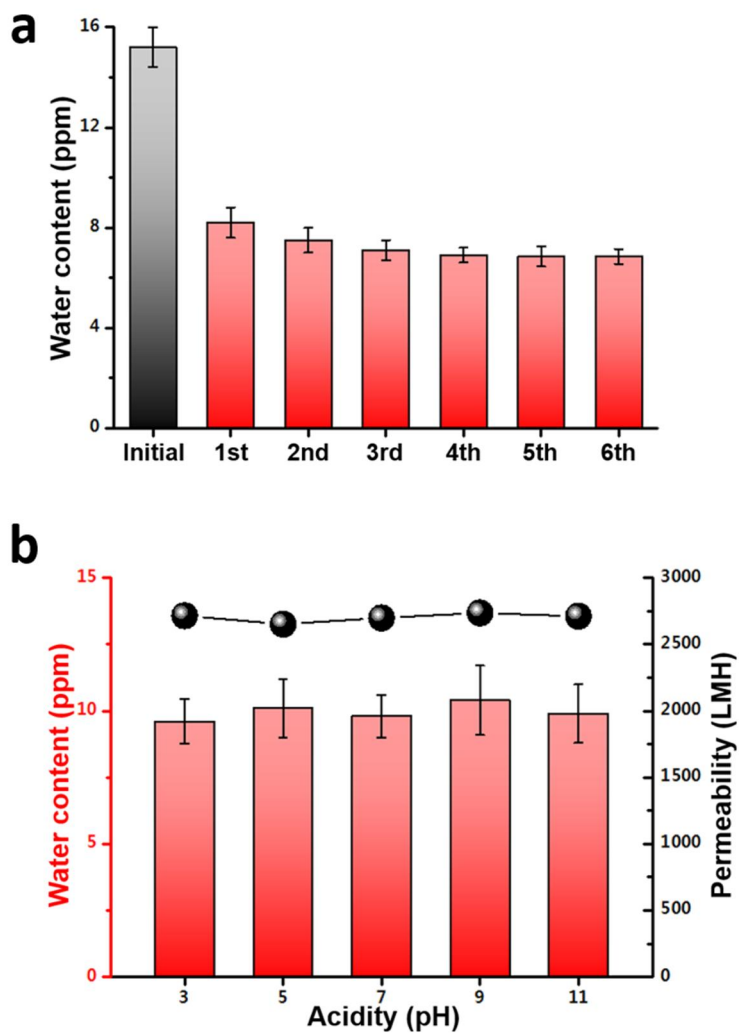 a
Water content (ppm)
16
12
8
4
0
Initial 1st 2nd 3rd 4th 5th 6th
b
Water content (ppm)
15
10
5
0
3000
2500
2000
1500
1000
500
0
Permeability (LMH)
3 5 7 9 11
Acidity (pH)